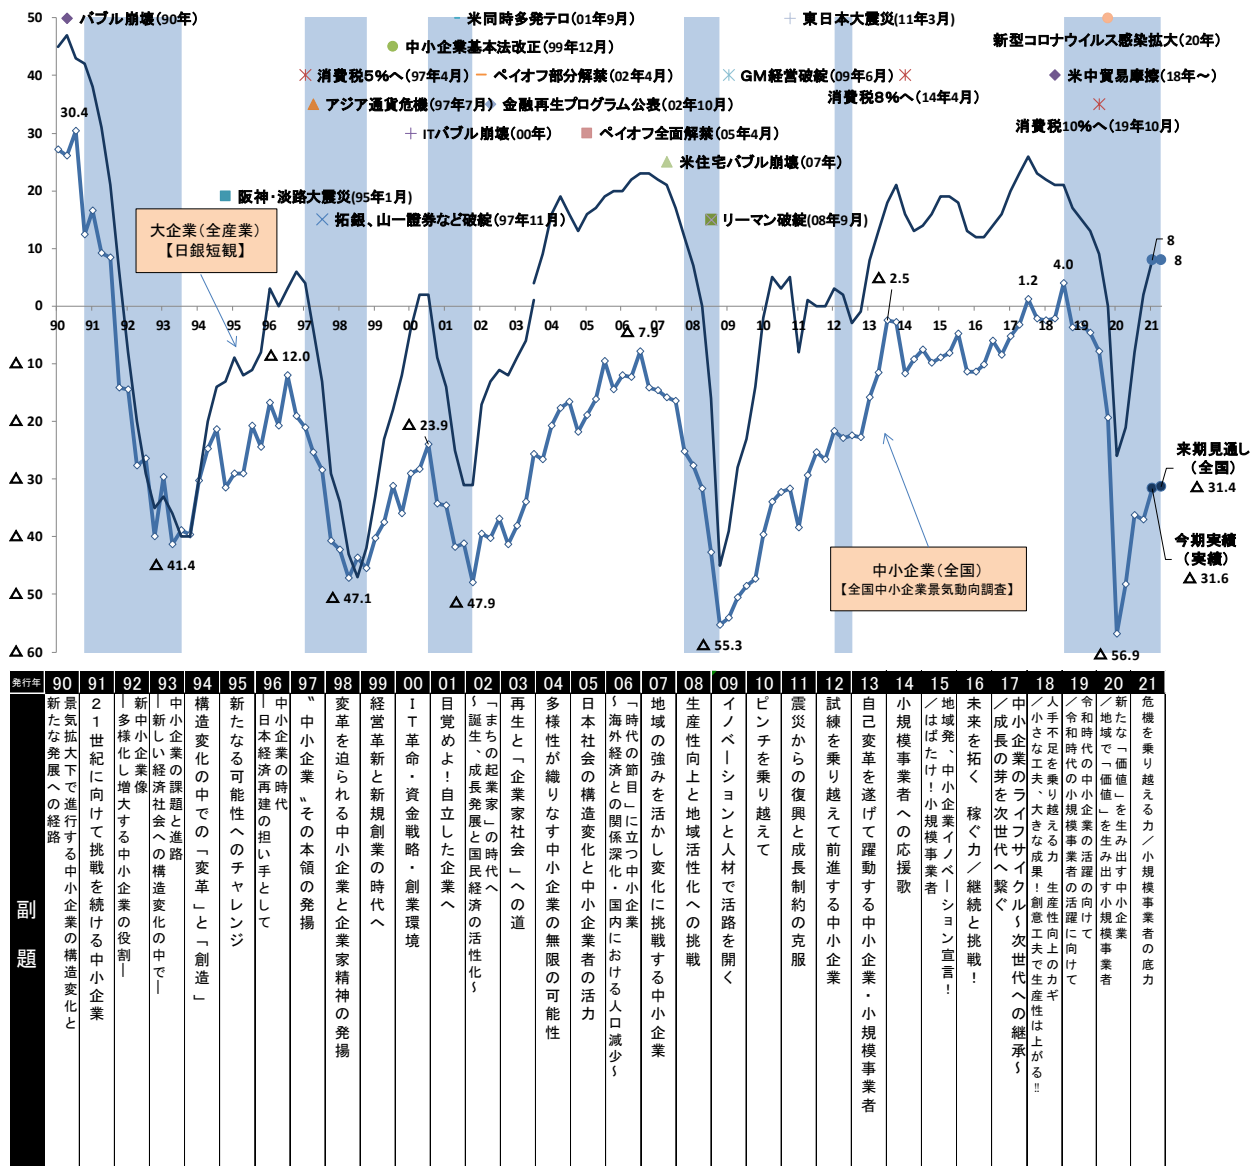 50
40
30
20
10
0
△ 10
△ 20
△ 30
△ 40
△ 50
△ 60
バブル崩壊(90年)
米同時多発テロ(01年9月)
東日本大震災(11年3月)
中小企業基本法改正(99年12月)
新型コロナウイルス感染拡大(20年)
消費税5%へ(97年4月)
ペイオフ部分解禁(02年4月)
GM経営破綻(09年6月)
消費税8%へ(14年4月)
米中貿易摩擦(18年~)
アジア通貨危機(97年7月)
金融再生プログラム公表(02年10月)
消費税10%へ(19年10月)
ITバブル崩壊(00年)
ペイオフ全面解禁(05年4月)
米住宅バブル崩壊(07年)
阪神・淡路大震災(95年1月)
拓銀、山一證券など破綻(97年11月)
リーマン破綻(08年9月)
大企業(全産業)
【日銀短観】
中小企業(全国)
【全国中小企業景気動向調査】
30.4
△ 41.4
△ 12.0
△ 47.1
△ 23.9
△ 47.9
△ 7.9
△ 55.3
△ 2.5
1.2
4.0
△ 56.9
8
8
来期見通し
(全国)
△ 31.4
今期実績
(実績)
△ 31.6
90 91 92 93 94 95 96 97 98 99 00 01 02 03 04 05 06 07 08 09 10 11 12 13 14 15 16 17 18 19 20 21
発行年 90 91 92 93 94 95 96 97 98 99 00 01 02 03 04 05 06 07 08 09 10 11 12 13 14 15 16 17 18 19 20 21
副題
景気拡大下で進行する中小企業の構造変化と
新たな発展への経路
21世紀に向けて挑戦を続ける中小企業
新中小企業像
―多様化し増大する中小企業の役割―
中小企業の課題と進路
―新しい経済社会への構造変化の中で―
構造変化の中での「変革」と「創造」
新たなる可能性へのチャレンジ
中小企業の時代
―日本経済再建の担い手として
〝中小企業〟その本領の発揚
変革を迫られる中小企業と企業家精神の発揚
経営革新と新規創業の時代へ
IT革命・資金戦略・創業環境
目覚めよ!自立した企業へ
「まちの起業家」の時代へ
~誕生、成長発展と国民経済の活性化~
再生と「企業家社会」への道
多様性が織りなす中小企業の無限の可能性
日本社会の構造変化と中小企業者の活力
「時代の節目」に立つ中小企業
~海外経済との関係深化・国内における人口減少~
地域の強みを活かし変化に挑戦する中小企業
生産性向上と地域活性化への挑戦
イノベーションと人材で活路を開く
ピンチを乗り越えて
震災からの復興と成長制約の克服
試練を乗り越えて前進する中小企業
自己変革を遂げて躍動する中小企業・小規模事業者
小規模事業者への応援歌
地域発、中小企業イノベーション宣言!
/はばたけ!小規模事業者
未来を拓く 稼ぐ力/継続と挑戦!
中小企業のライフサイクル~次世代への継承~
/成長の芽を次世代へ繋ぐ
人手不足を乗り越える力 生産性向上のカギ
/小さな工夫、大きな成果!創意工夫で生産性は上がる!!
令和時代の中小企業の活躍の向けて
/令和時代の小規模事業者の活躍に向けて
新たな「価値」を生み出す中小企業
/地域で「価値」を生み出す小規模事業者
危機を乗り越える力/小規模事業者の底力